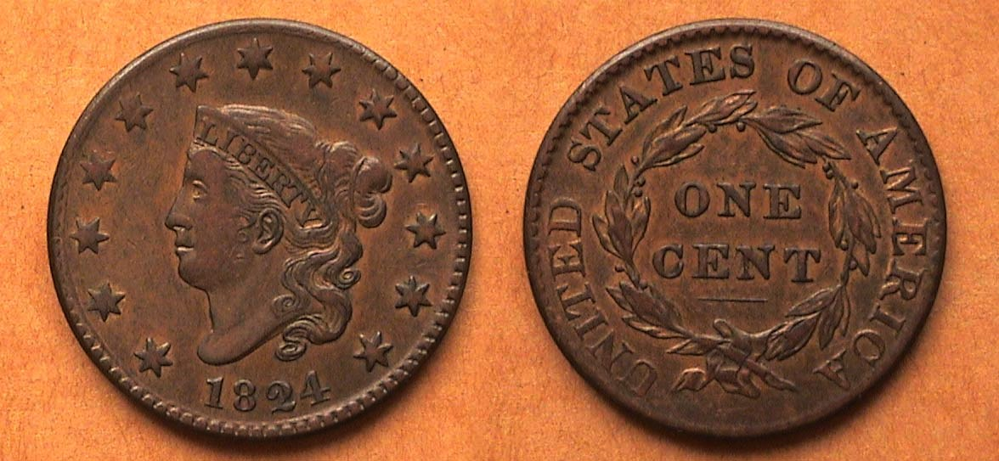 LIBERTY
1824
UNITED STATES OF AMERICA
ONE
CENT